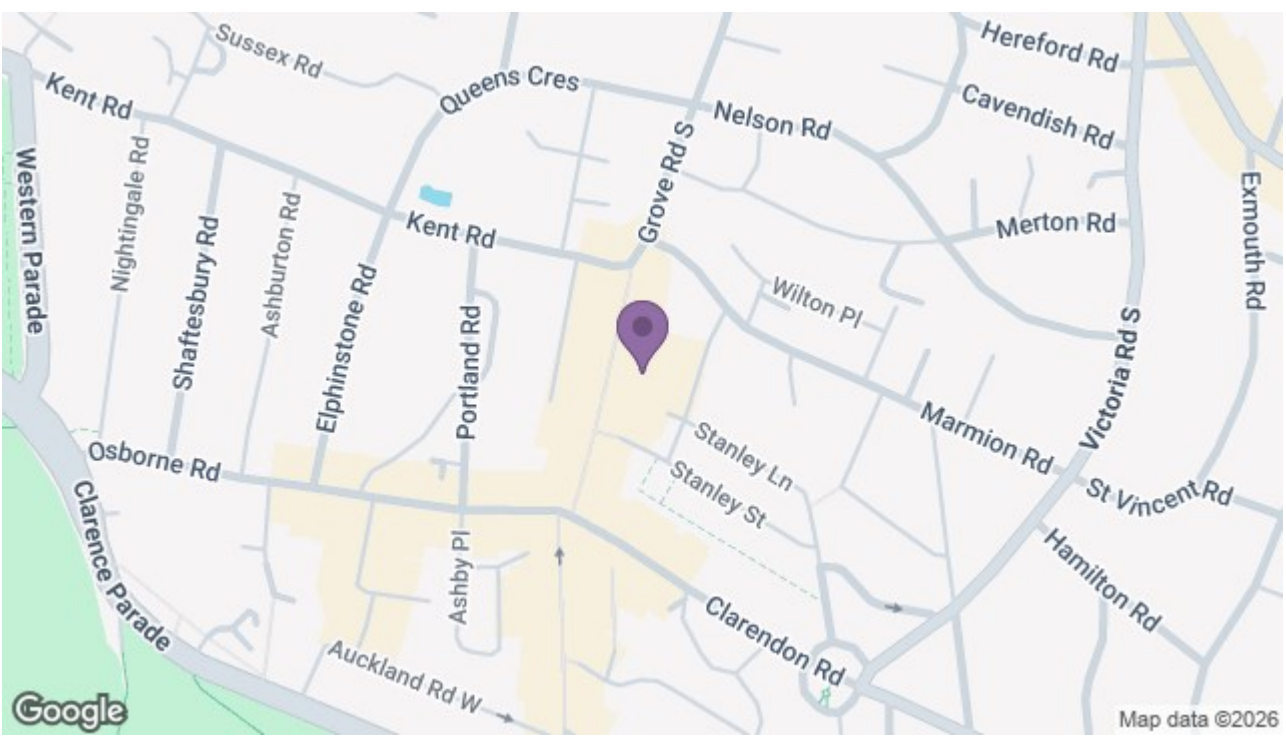 Sussex Rd
Hereford Rd
Queens Cres
Kent Rd
Cavendish Rd
Nelson Rd
Nightingale Rd
Western Parade
Grove Rd S
Exmouth Rd
Shaftesbury Rd
Ashburton Rd
Kent Rd
Merton Rd
Elphinstone Rd
Portland Rd
Wilton Pl
Victoria Rd S
Marmion Rd
Osborne Rd
Stanley Ln
Stanley St
St Vincent Rd
Clarence Parade
Ashby Pl
Hamilton Rd
Clarendon Rd
Auckland Rd W
Google
Map data ©2026